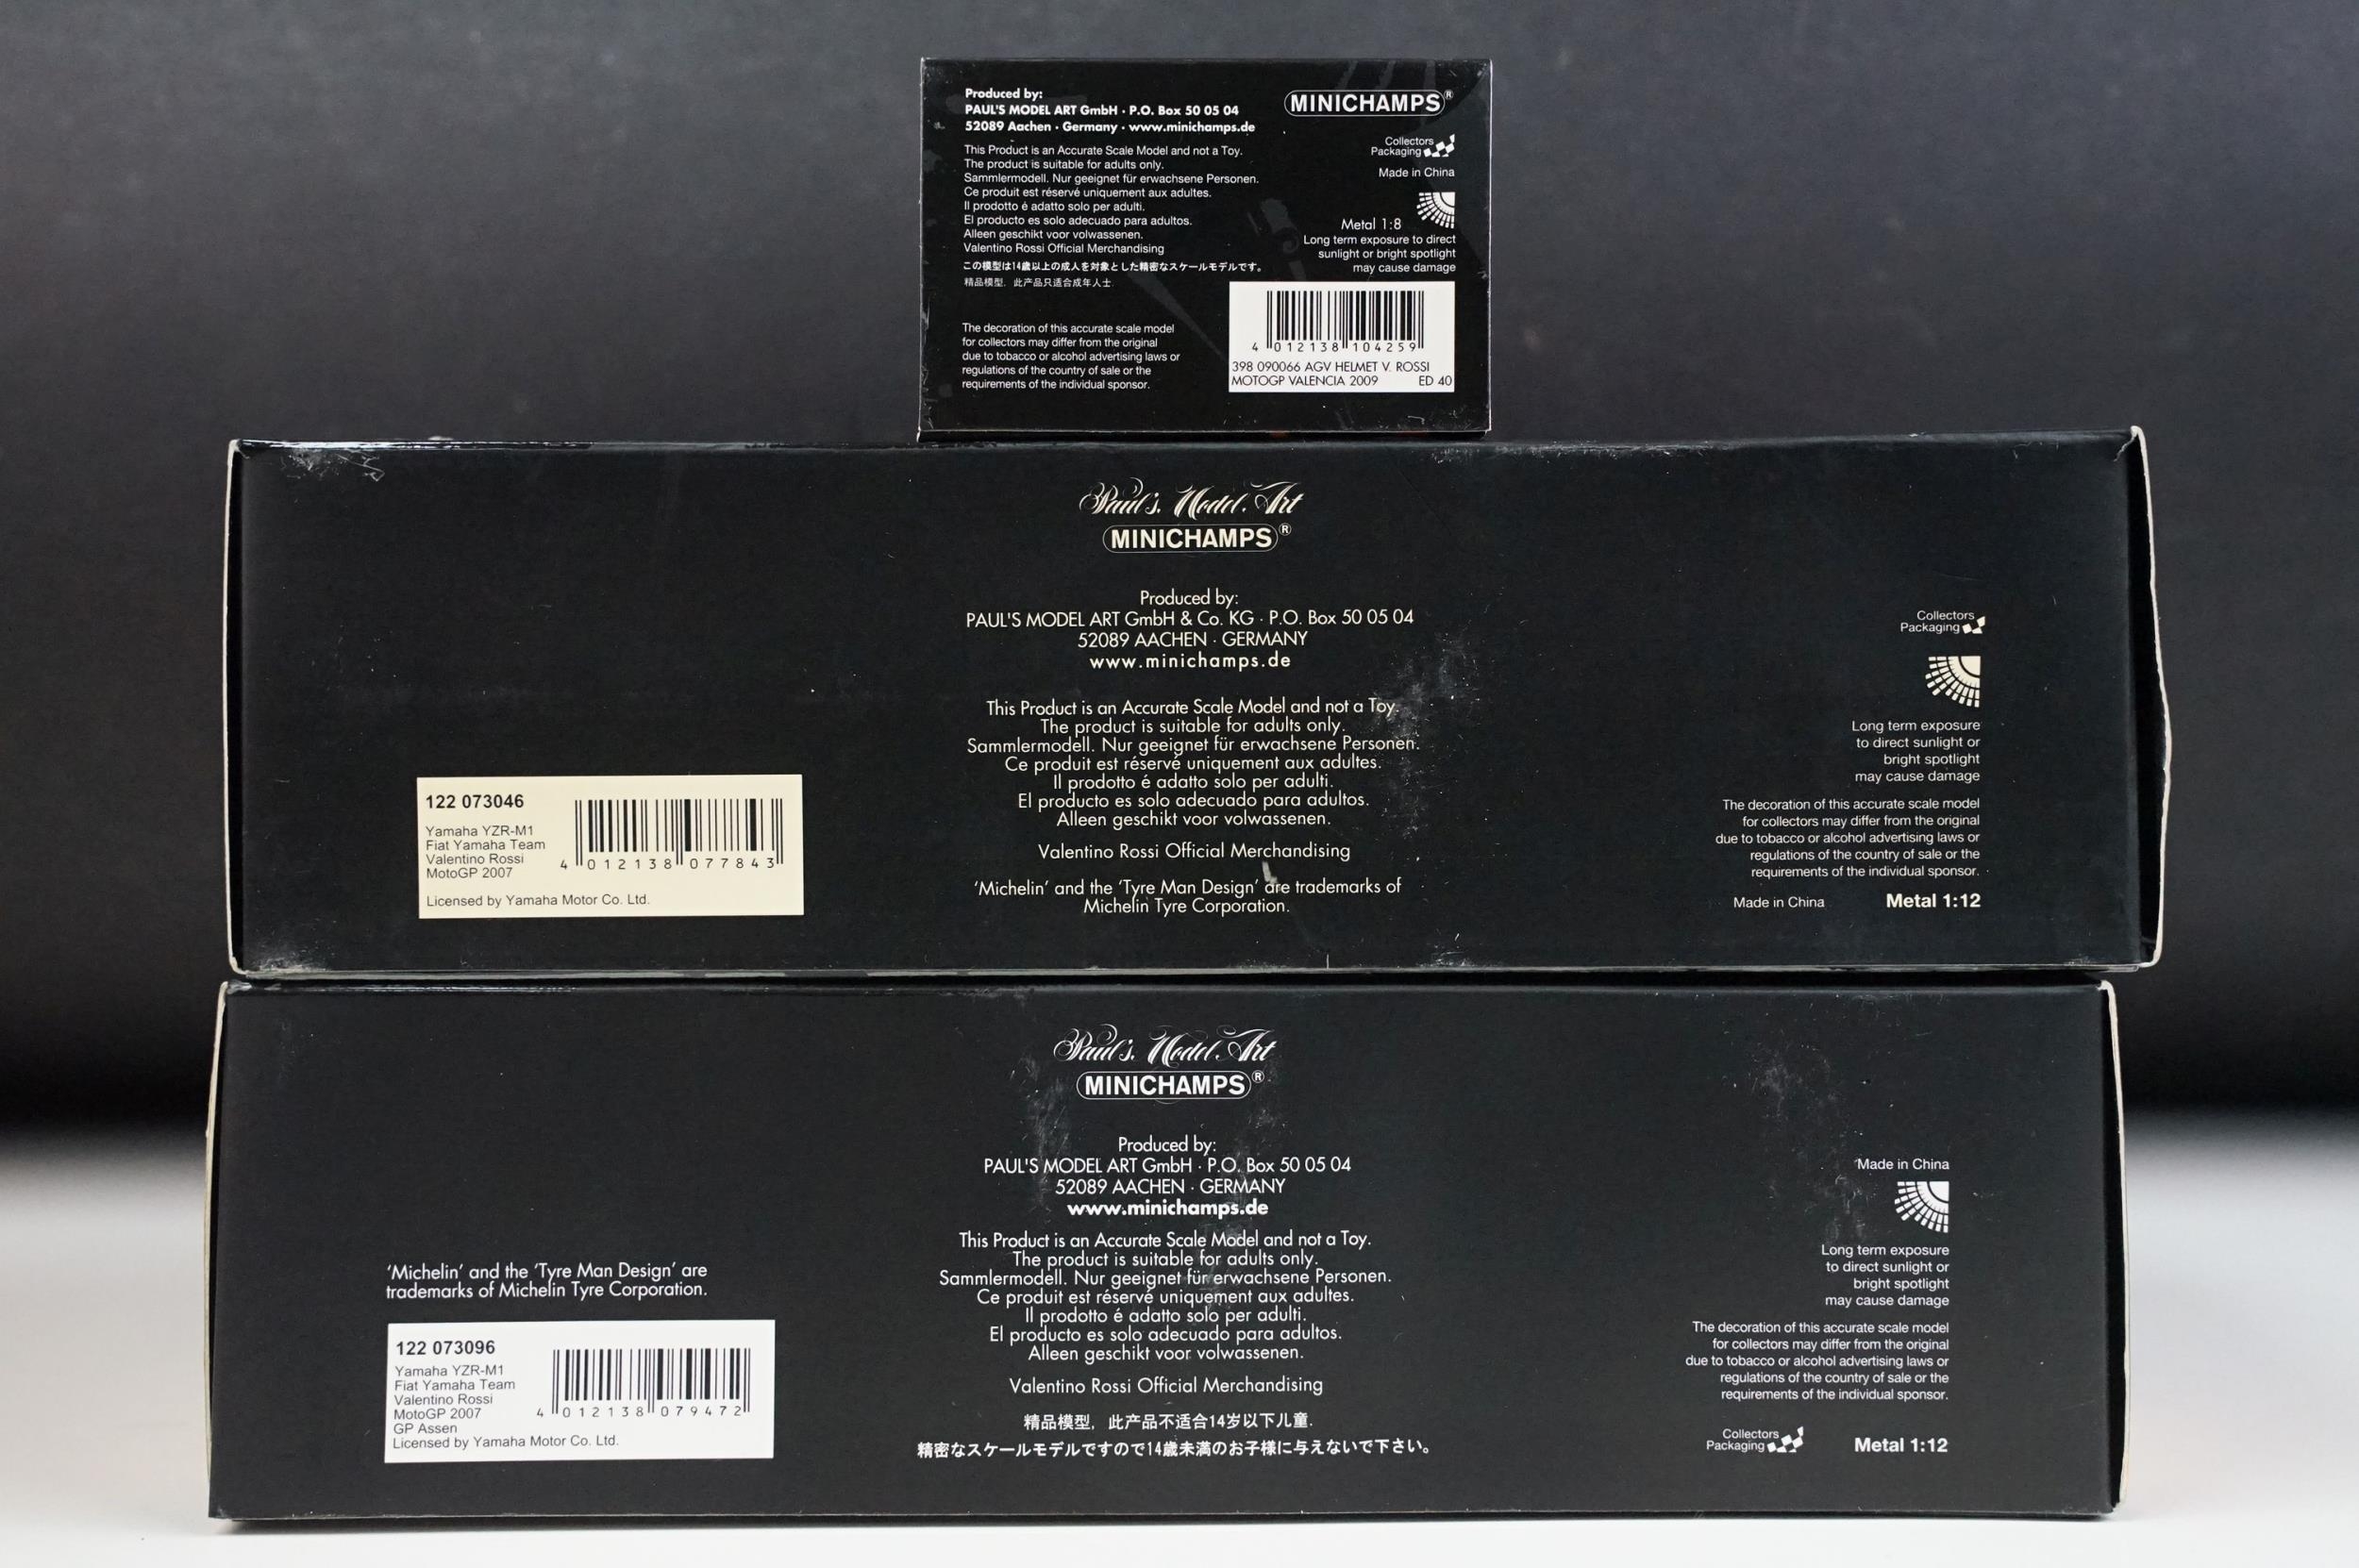 Produced by:
PAUL'S MODEL ART GmbH · P.O. Box 50 05 04
52089 Aachen · Germany · www.minichamps.de
This Product is an Accurate Scale Model and not a Toy.
The product is suitable for adults only.
Sammlermodell. Nur geeignet für erwachsene Personen.
Ce produit est réservé uniquement aux adultes.
Il prodotto é adatto solo per adulti.
El producto es solo adecuado para adultos.
Alleen geschikt voor volwassenen.
Valentino Rossi Official Merchandising
この模型は14歳以上の成人を対象とした精密なスケールモデルです。
精品模型，此产品只适合成年人士
The decoration of this accurate scale model
for collectors may differ from the original
due to tobacco or alcohol advertising laws or
regulations of the country of sale or the
requirements of the individual sponsor.
MINICHAMPS®
Collectors
Packaging
Made in China
Metal 1:8
Long term exposure to direct
sunlight or bright spotlight
may cause damage
4 012138 104259
398 090066 AGV HELMET V. ROSSI
MOTOGP VALENCIA 2009 ED 40
Paul's Model Art
MINICHAMPS®
Produced by:
PAUL'S MODEL ART GmbH & Co. KG · P.O. Box 50 05 04
52089 AACHEN · GERMANY
www.minichamps.de
This Product is an Accurate Scale Model and not a Toy.
The product is suitable for adults only.
Sammlermodell. Nur geeignet für erwachsene Personen.
Ce produit est réservé uniquement aux adultes.
Il prodotto é adatto solo per adulti.
El producto es solo adecuado para adultos.
Alleen geschikt voor volwassenen.
Valentino Rossi Official Merchandising
'Michelin' and the 'Tyre Man Design' are trademarks of
Michelin Tyre Corporation.
122 073046
Yamaha YZR-M1
Fiat Yamaha Team
Valentino Rossi
MotoGP 2007
Licensed by Yamaha Motor Co. Ltd.
4 012138 077843
Collectors
Packaging
Long term exposure
to direct sunlight or
bright spotlight
may cause damage
The decoration of this accurate scale model
for collectors may differ from the original
due to tobacco or alcohol advertising laws or
regulations of the country of sale or the
requirements of the individual sponsor.
Made in China Metal 1:12
Paul's Model Art
MINICHAMPS®
Produced by:
PAUL'S MODEL ART GmbH · P.O. Box 50 05 04
52089 AACHEN · GERMANY
www.minichamps.de
This Product is an Accurate Scale Model and not a Toy.
The product is suitable for adults only.
Sammlermodell. Nur geeignet für erwachsene Personen.
Ce produit est réservé uniquement aux adultes.
Il prodotto é adatto solo per adulti.
El producto es solo adecuado para adultos.
Alleen geschikt voor volwassenen.
Valentino Rossi Official Merchandising
精品模型，此产品不适合14岁以下儿童.
精密なスケールモデルですので14歳未満のお子様に与えないで下さい。
'Michelin' and the 'Tyre Man Design' are
trademarks of Michelin Tyre Corporation.
122 073096
Yamaha YZR-M1
Fiat Yamaha Team
Valentino Rossi
MotoGP 2007
GP Assen
Licensed by Yamaha Motor Co. Ltd.
4 012138 079472
Made in China
Long term exposure
to direct sunlight or
bright spotlight
may cause damage
The decoration of this accurate scale model
for collectors may differ from the original
due to tobacco or alcohol advertising laws or
regulations of the country of sale or the
requirements of the individual sponsor.
Collectors
Packaging
Metal 1:12